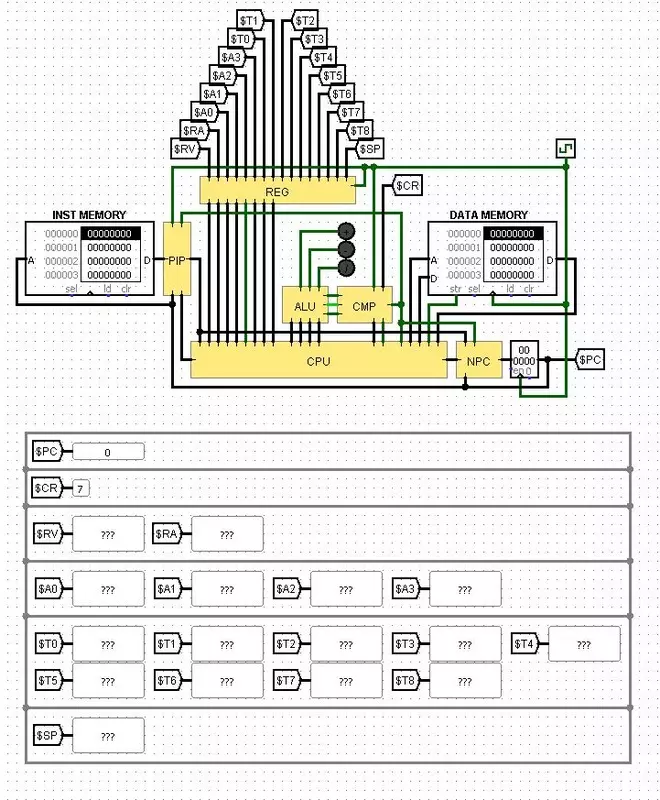 $T1 $T2
$T0 $T3
$A3 $T4
$A2 $T5
$A1 $T6
$A0 $T7
$RA $T8
$RV $SP
REG $CR
INST MEMORY DATA MEMORY
000000 00000000 000000 00000000
000001 00000000 000001 00000000
A 000002 00000000 D PIP A 000002 00000000 D
000003 00000000 D 000003 00000000
sel ld clr str sel ld clr
+
-
/
ALU CMP
CPU NPC 00 $PC
0000
en 0
$PC 0
$CR 7
$RV ??? $RA ???
$A0 ??? $A1 ??? $A2 ??? $A3 ???
$T0 ??? $T1 ??? $T2 ??? $T3 ??? $T4 ???
$T5 ??? $T6 ??? $T7 ??? $T8 ???
$SP ???